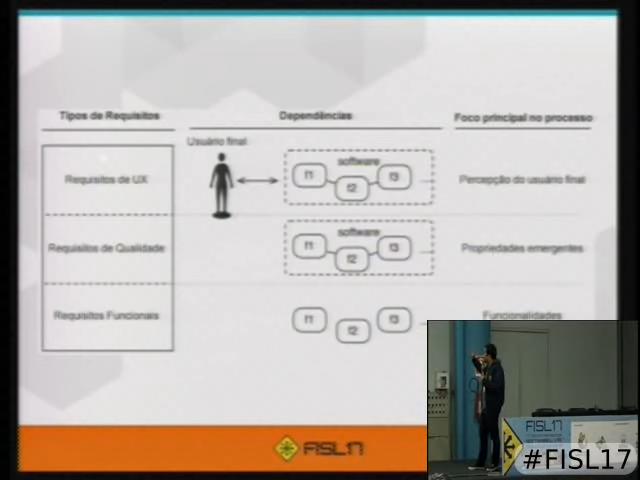 Tipos de Requisitos Dependências Foco principal no processo
Usuário final
Requisitos de UX software Percepção do usuário final
f1 f2 f3
Requisitos de Qualidade software Propriedades emergentes
f1 f2 f3
Requisitos Funcionais f1 f2 f3 Funcionalidades
FISL17
FISL17
#FISL17